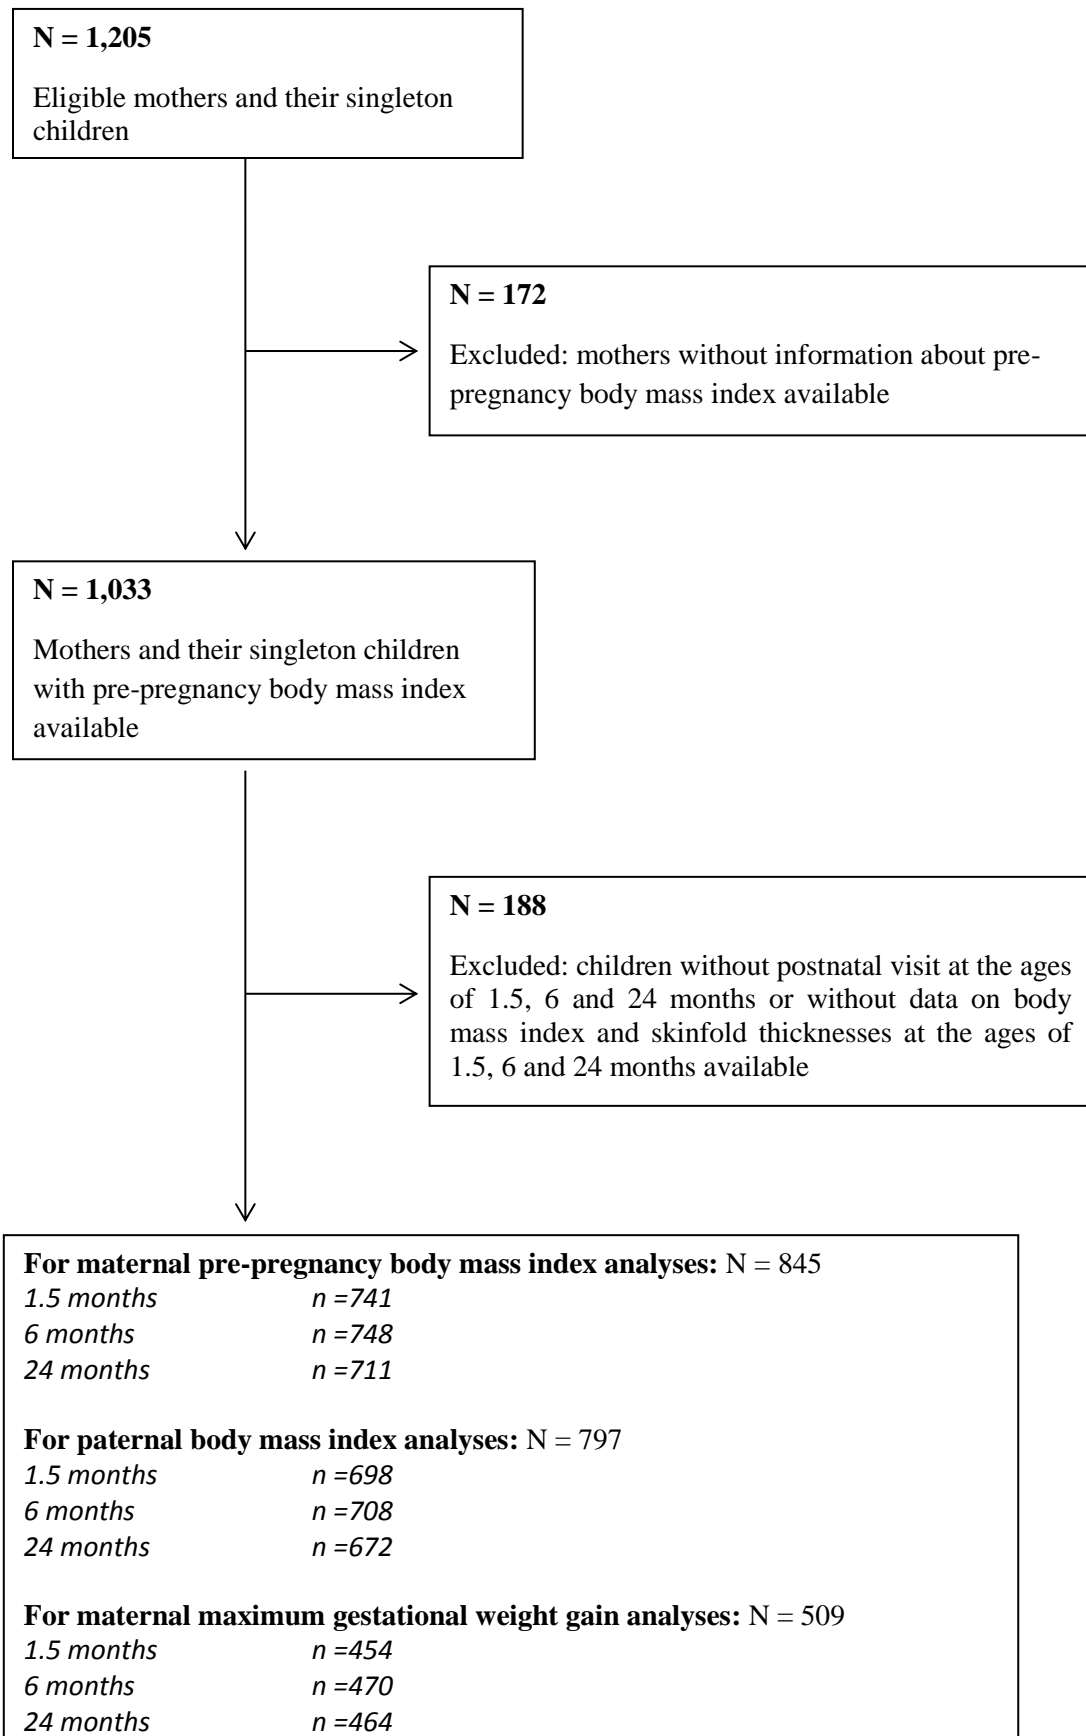 N = 1,205
Eligible mothers and their singleton
children
N = 172
Excluded: mothers without information about pre-
pregnancy body mass index available
N = 1,033
Mothers and their singleton children
with pre-pregnancy body mass index
available
N = 188
Excluded: children without postnatal visit at the ages
of 1.5, 6 and 24 months or without data on body
mass index and skinfold thicknesses at the ages of
1.5, 6 and 24 months available
For maternal pre-pregnancy body mass index analyses: N = 845
1.5 months n =741
6 months n =748
24 months n =711
For paternal body mass index analyses: N = 797
1.5 months n =698
6 months n =708
24 months n =672
For maternal maximum gestational weight gain analyses: N = 509
1.5 months n =454
6 months n =470
24 months n =464